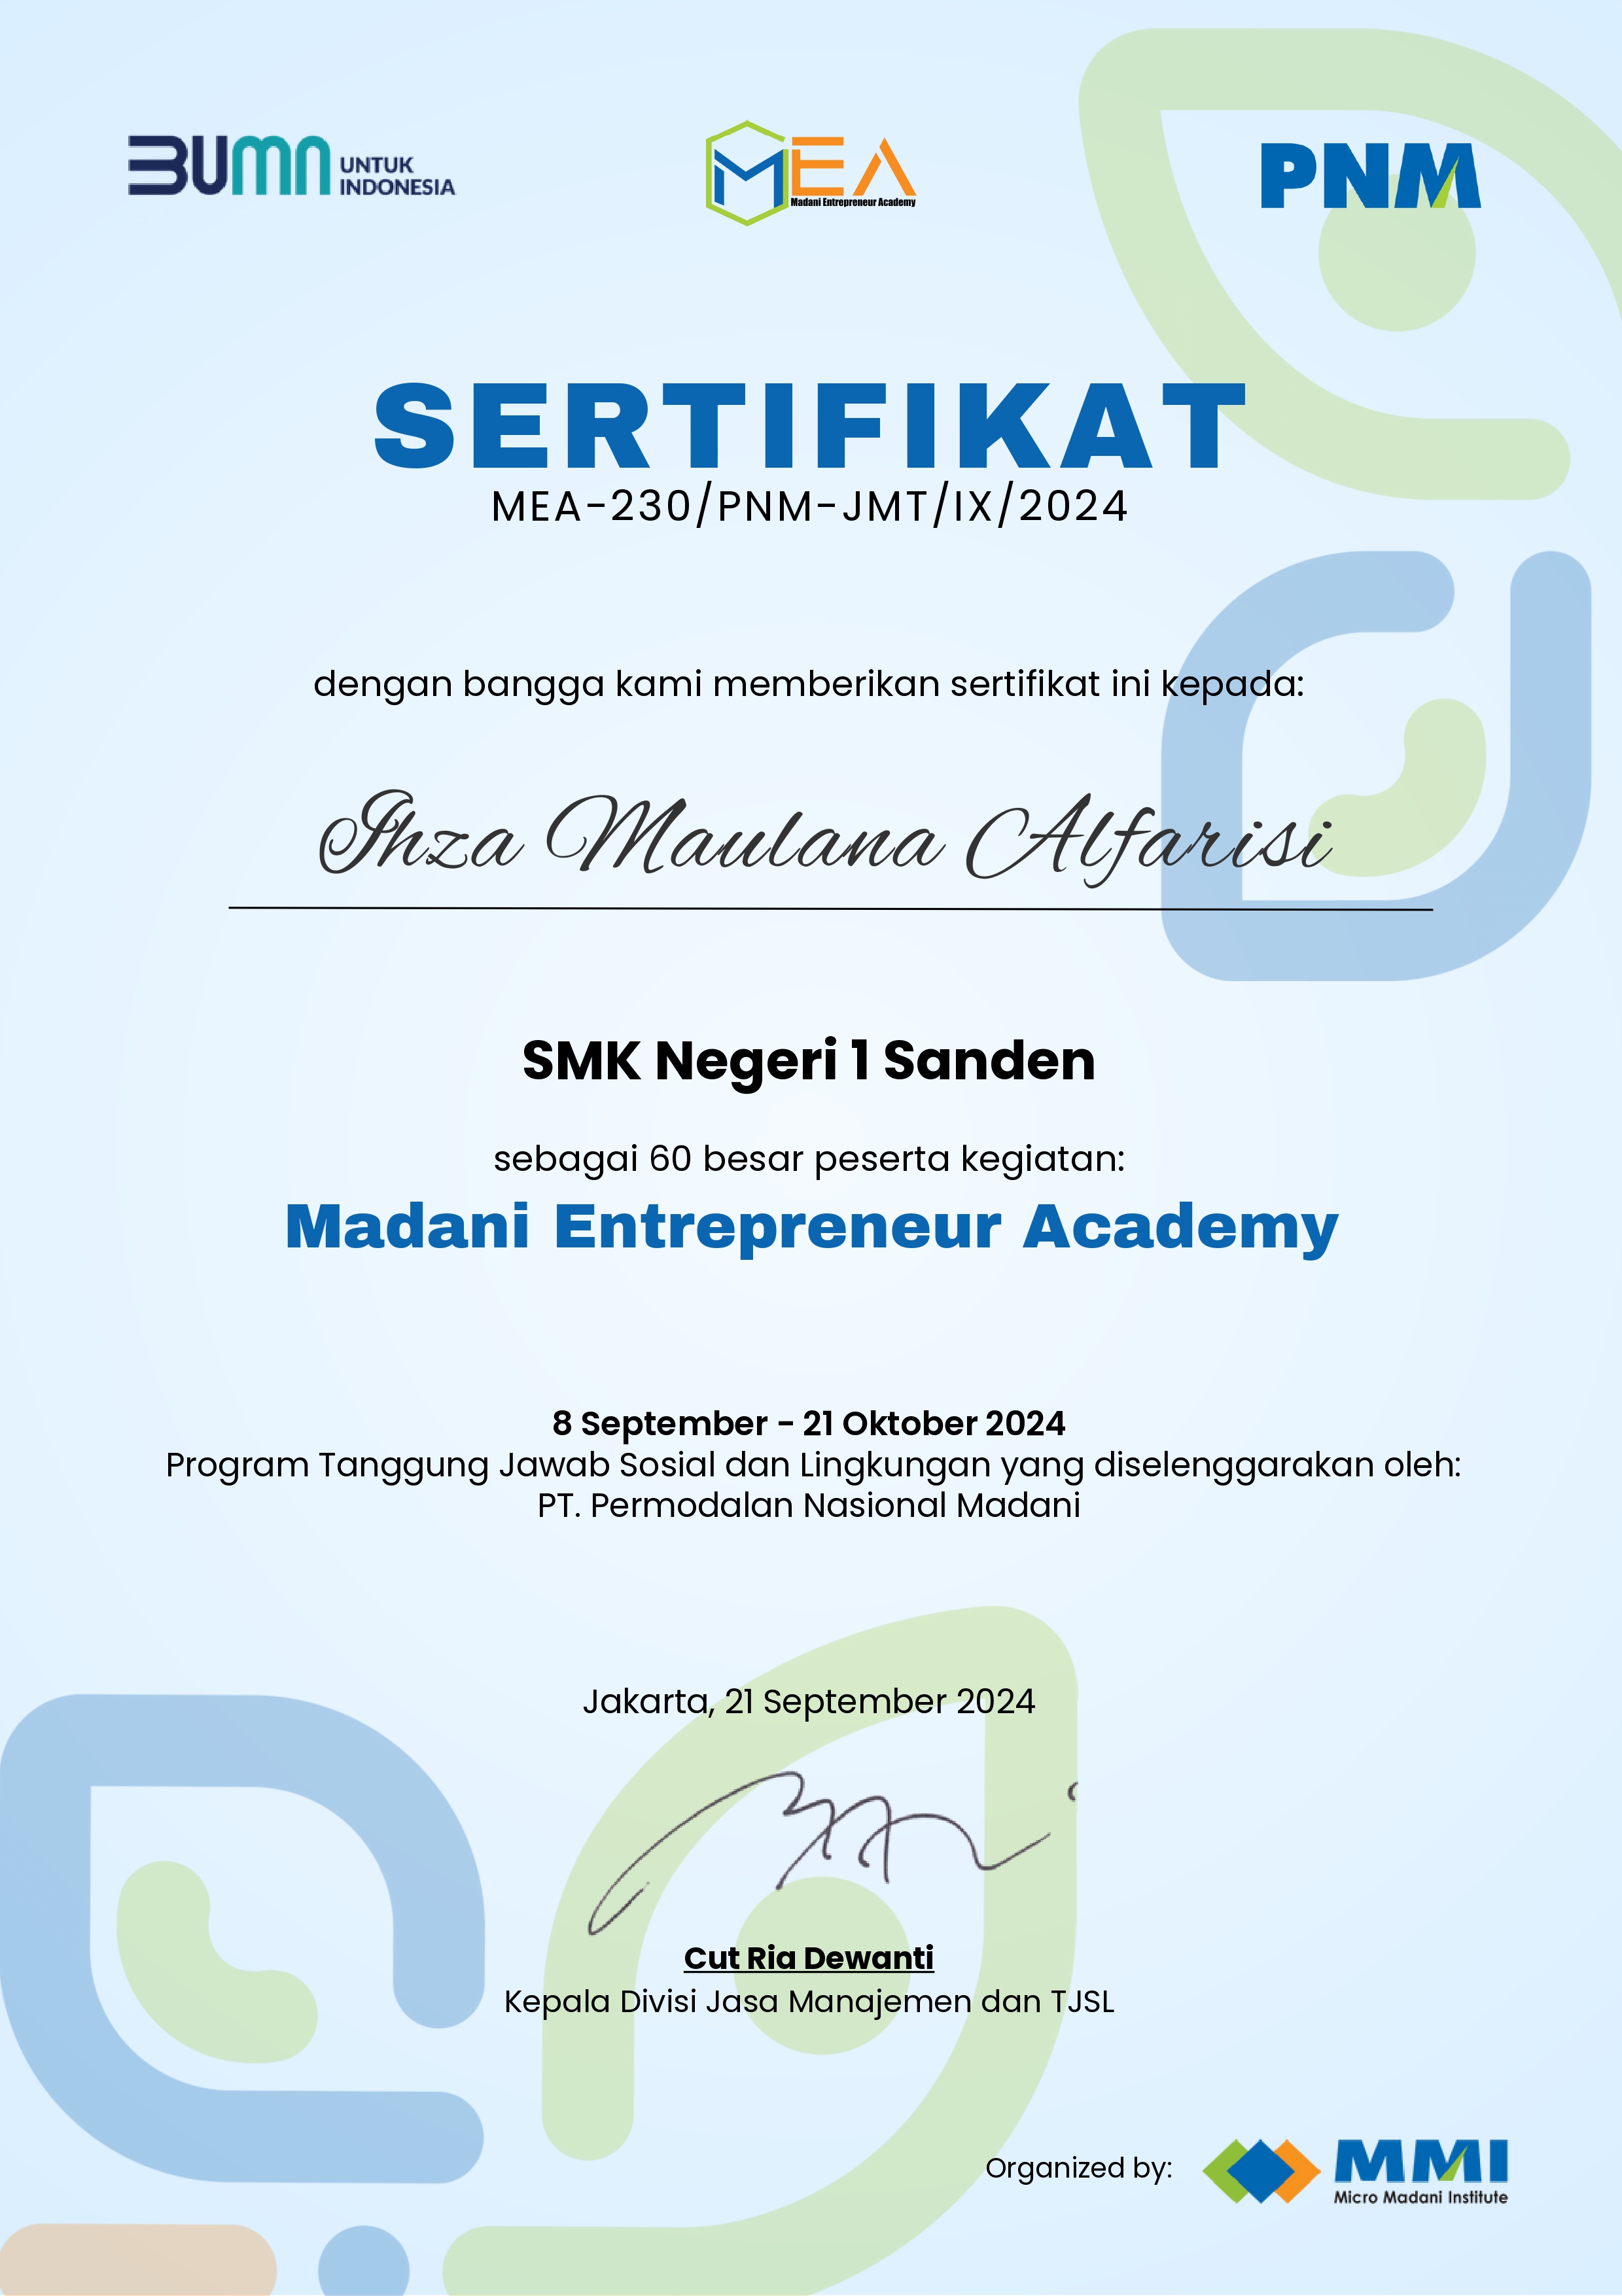 BUMN UNTUK INDONESIA
MEA
Madani Entrepreneur Academy
PNM
SERTIFIKAT
MEA-230/PNM-JMT/IX/2024
dengan bangga kami memberikan sertifikat ini kepada:
Ihza Maulana Alfarisi
SMK Negeri 1 Sanden
sebagai 60 besar peserta kegiatan:
Madani Entrepreneur Academy
8 September - 21 Oktober 2024
Program Tanggung Jawab Sosial dan Lingkungan yang diselenggarakan oleh:
PT. Permodalan Nasional Madani
Jakarta, 21 September 2024
Cut Ria Dewanti
Kepala Divisi Jasa Manajemen dan TJSL
Organized by:
MMI
Micro Madani Institute